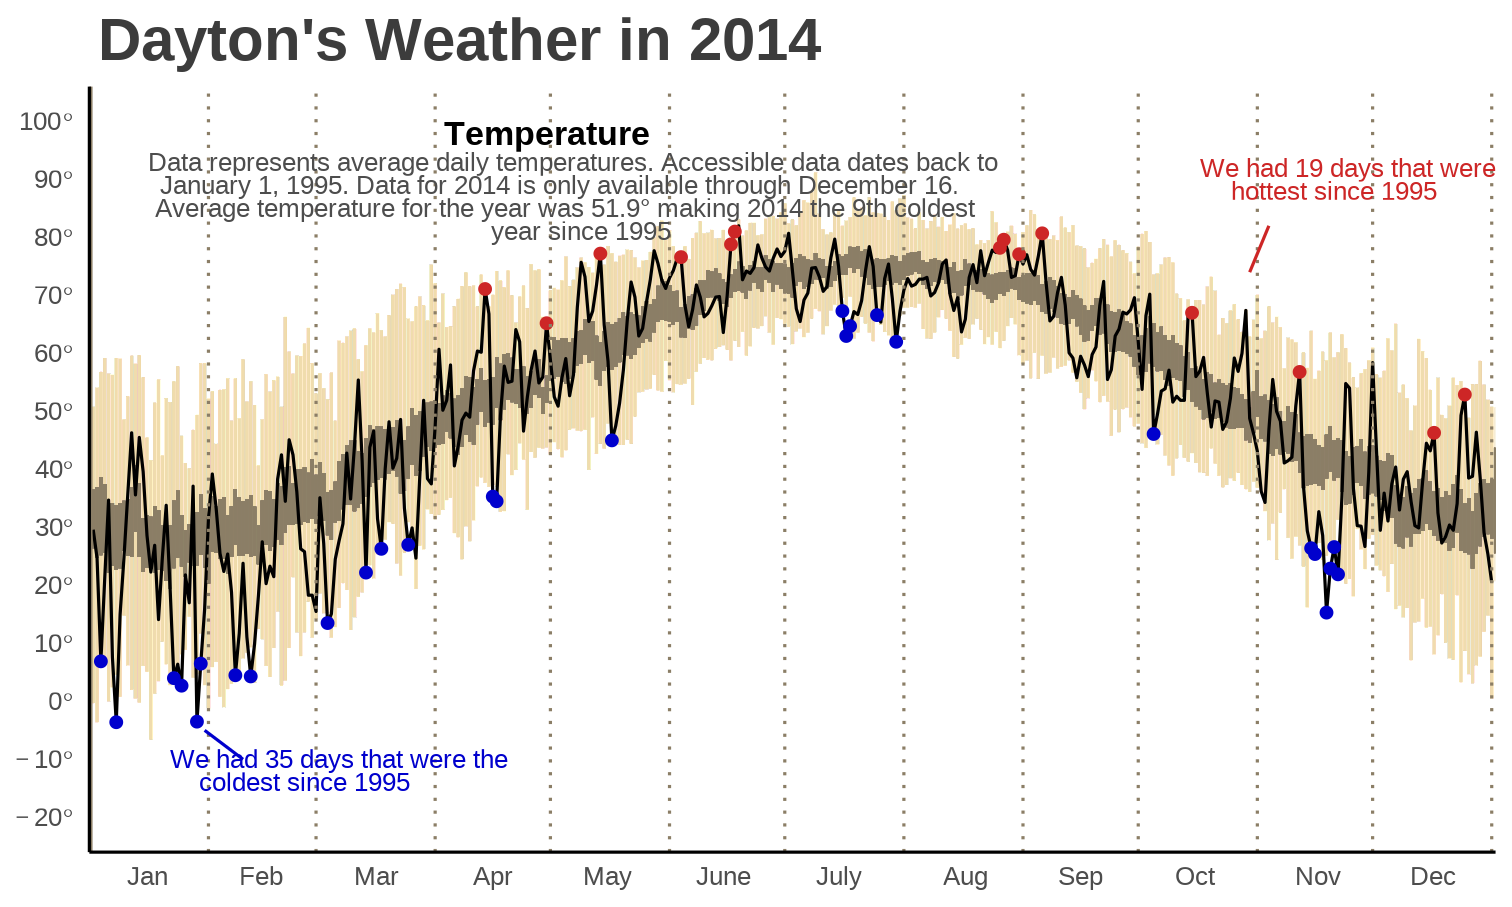 Dayton's Weather in 2014
Temperature
Data represents average daily temperatures. Accessible data dates back to
January 1, 1995. Data for 2014 is only available through December 16.
Average temperature for the year was 51.9° making 2014 the 9th coldest
year since 1995
We had 19 days that were
hottest since 1995
100°
90°
80°
70°
60°
50°
40°
30°
20°
10°
0°
−10°
−20°
We had 35 days that were the
coldest since 1995
Jan Feb Mar Apr May June July Aug Sep Oct Nov Dec